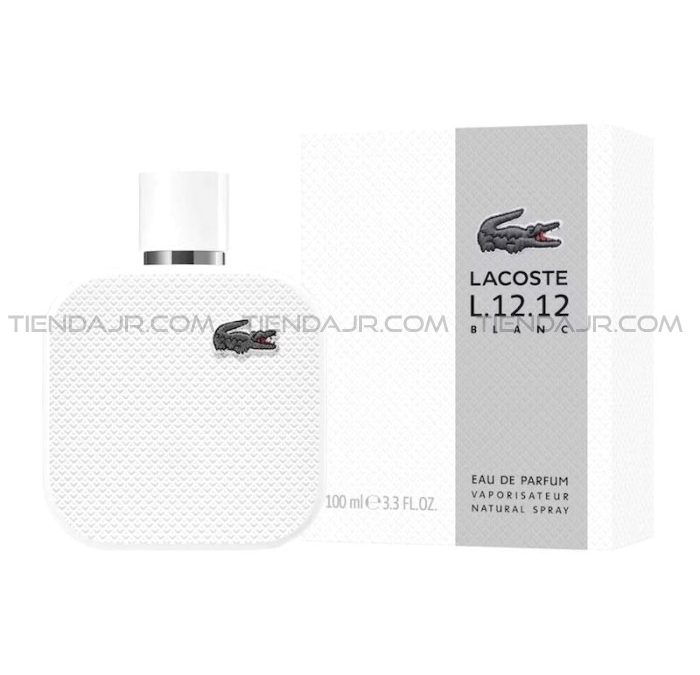 LACOSTE
L.12.12
BLANC
TIENDAJR.COM TIENDAJR.COM TIENDAJR.COM
EAU DE PARFUM
VAPORISATEUR
NATURAL SPRAY
100 ml ℮ 3.3 FL.OZ.